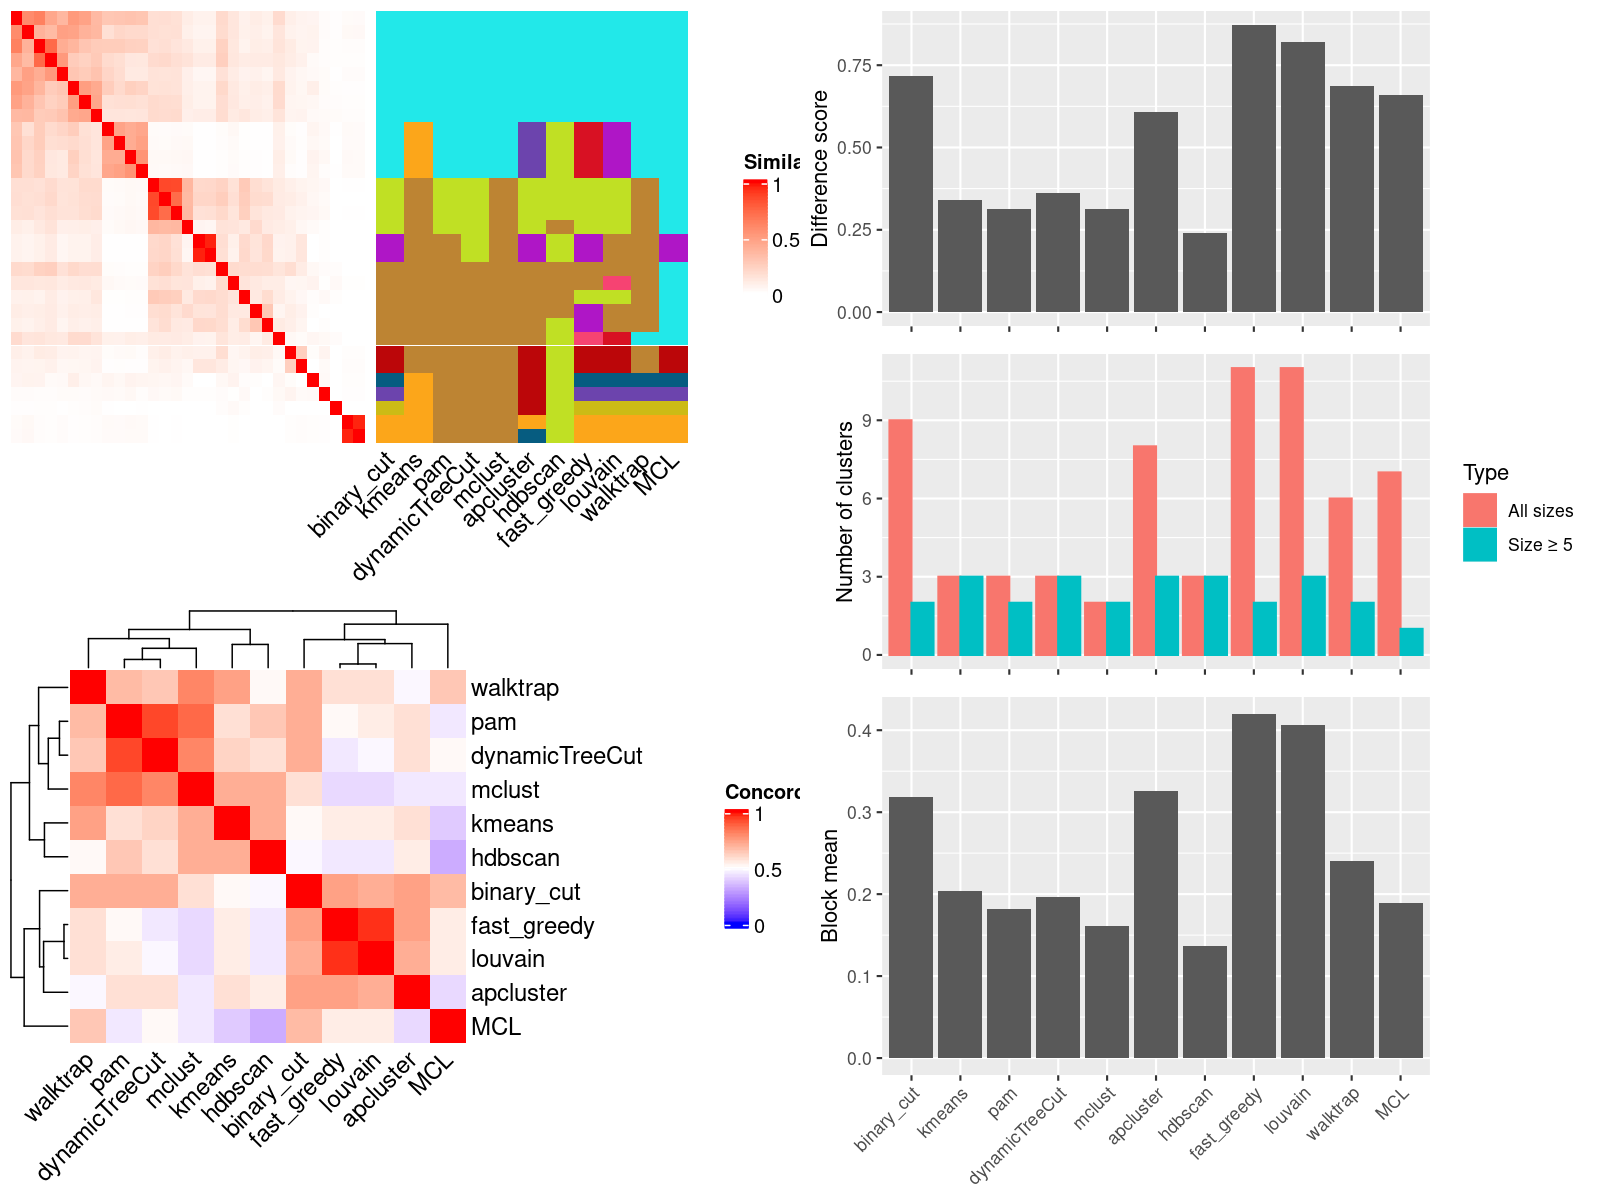 Simila
1
0.5
0
binary_cut
kmeans
pam
dynamicTreeCut
mclust
apcluster
hdbscan
fast_greedy
louvain
walktrap
MCL
Difference score
0.75
0.50
0.25
0.00
Number of clusters
9
6
3
0
Type
All sizes
Size ≥ 5
walktrap
pam
dynamicTreeCut
mclust
kmeans
hdbscan
binary_cut
fast_greedy
louvain
apcluster
MCL
walktrap
pam
dynamicTreeCut
mclust
kmeans
hdbscan
binary_cut
fast_greedy
louvain
apcluster
MCL
Concord
1
0.5
0
Block mean
0.4
0.3
0.2
0.1
0.0
binary_cut
kmeans
pam
dynamicTreeCut
mclust
apcluster
hdbscan
fast_greedy
louvain
walktrap
MCL